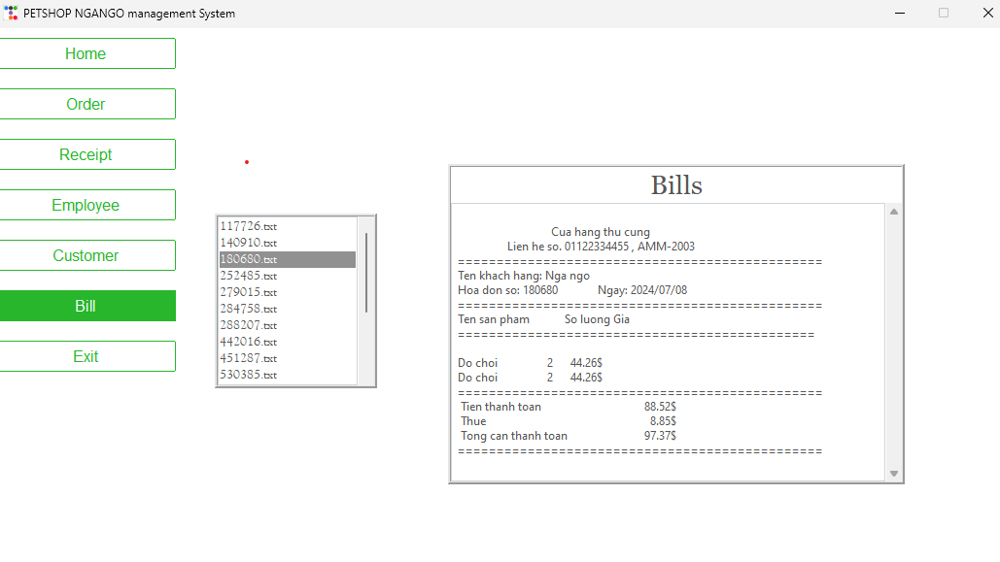 PETSHOP NGANGO management System
Home
Order
Receipt
Employee
Customer
Bill
Exit
117726.txt
140910.txt
180680.txt
252485.txt
279015.txt
284758.txt
288207.txt
442016.txt
451287.txt
530385.txt
Bills
Cua hang thu cung
Lien he so. 01122334455 , AMM-2003
===============================================
Ten khach hang: Nga ngo
Hoa don so: 180680 Ngay: 2024/07/08
===============================================
Ten san pham So luong Gia
==============================================
Do choi 2 44.26$
Do choi 2 44.26$
===============================================
Tien thanh toan 88.52$
Thue 8.85$
Tong can thanh toan 97.37$
===============================================